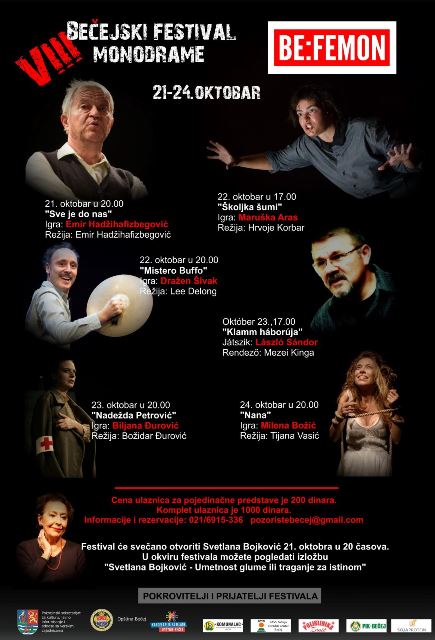 VIII
BEČEJSKI FESTIVAL
MONODRAME
BE:FEMON
21-24.OKTOBAR
21. oktobar u 20.00
"Sve je do nas"
Igra: Emir Hadžihafizbegović
Režija: Emir Hadžihafizbegović
22. oktobar u 17.00
"Školjka šumi"
Igra: Maruška Aras
Režija: Hrvoje Korbar
22. oktobar u 20.00
"Mistero Buffo"
Igra: Dražen Šivak
Režija: Lee Delong
Október 23.,17.00
"Klamm háborúja"
Játszik: László Sándor
Rendező: Mezei Kinga
23. oktobar u 20.00
"Nadežda Petrović"
Igra: Biljana Đurović
Režija: Božidar Đurović
24. oktobar u 20.00
"Nana"
Igra: Milena Božić
Režija: Tijana Vasić
Cena ulaznica za pojedinačne predstave je 200 dinara.
Komplet ulaznica je 1000 dinara.
Informacije i rezervacije: 021/6915-336 pozoristebecej@gmail.com
Festival će svečano otvoriti Svetlana Bojković 21. oktobra u 20 časova.
U okviru festivala možete pogledati izložbu
"Svetlana Bojković - Umetnost glume ili traganje za istinom"
POKROVITELJI I PRIJATELJI FESTIVALA
Opština Bečej